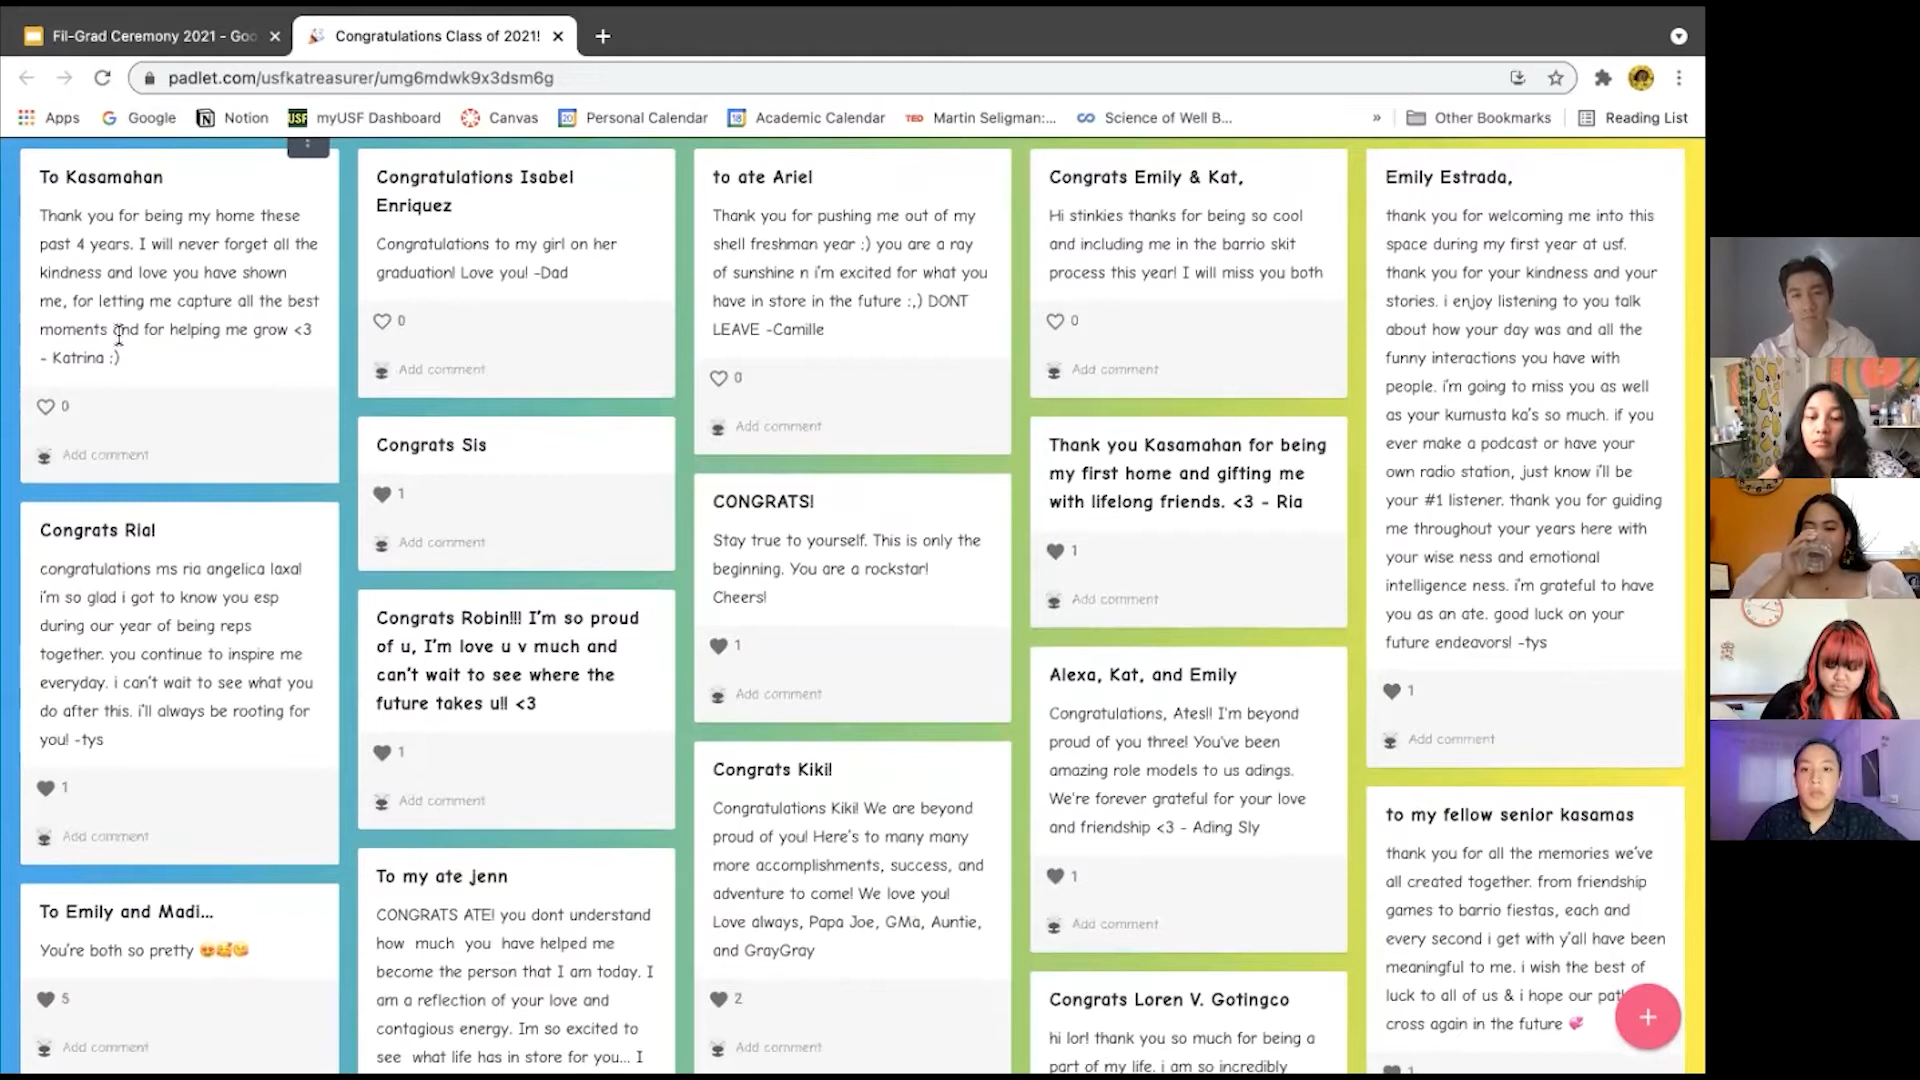 Fil-Grad Ceremony 2021 - Goo
Congratulations Class of 2021!
padlet.com/usfkatreasurer/umg6mdwk9x3dsm6g
Apps
Google
Notion
USF
myUSF Dashboard
Canvas
20
Personal Calendar
18
Academic Calendar
TED
Martin Seligman:...
Science of Well B...
»
Other Bookmarks
Reading List
To Kasamahan
Thank you for being my home these
past 4 years. I will never forget all the
kindness and love you have shown
me, for letting me capture all the best
moments and for helping me grow <3
- Katrina :)
0
Add comment
Congrats Ria!
congratulations ms ria angelica laxa!
i'm so glad i got to know you esp
during our year of being reps
together. you continue to inspire me
everyday. i can't wait to see what you
do after this. i'll always be rooting for
you! -tys
1
Add comment
To Emily and Madi...
You're both so pretty 😍🥰😘
5
Add comment
Congratulations Isabel
Enriquez
Congratulations to my girl on her
graduation! Love you! -Dad
0
Add comment
Congrats Sis
1
Add comment
Congrats Robin!!! I'm so proud
of u, I'm love u v much and
can't wait to see where the
future takes u!! <3
1
Add comment
To my ate jenn
CONGRATS ATE! you dont understand
how much you have helped me
become the person that I am today. I
am a reflection of your love and
contagious energy. Im so excited to
see what life has in store for you... I
to ate Ariel
Thank you for pushing me out of my
shell freshman year :) you are a ray
of sunshine n i'm excited for what you
have in store in the future :,) DONT
LEAVE -Camille
0
Add comment
CONGRATS!
Stay true to yourself. This is only the
beginning. You are a rockstar!
Cheers!
1
Add comment
Congrats Kiki!
Congratulations Kiki! We are beyond
proud of you! Here's to many many
more accomplishments, success, and
adventure to come! We love you!
Love always, Papa Joe, GMa, Auntie,
and GrayGray
2
Add comment
Congrats Emily & Kat,
Hi stinkies thanks for being so cool
and including me in the barrio skit
process this year! I will miss you both
0
Add comment
Thank you Kasamahan for being
my first home and gifting me
with lifelong friends. <3 - Ria
1
Add comment
Alexa, Kat, and Emily
Congratulations, Ates!! I'm beyond
proud of you three! You've been
amazing role models to us adings.
We're forever grateful for your love
and friendship <3 - Ading Sly
1
Add comment
Congrats Loren V. Gotingco
hi lor! thank you so much for being a
part of my life. i am so incredibly
Emily Estrada,
thank you for welcoming me into this
space during my first year at usf.
thank you for your kindness and your
stories. i enjoy listening to you talk
about how your day was and all the
funny interactions you have with
people. i'm going to miss you as well
as your kumusta ka's so much. if you
ever make a podcast or have your
own radio station, just know i'll be
your #1 listener. thank you for guiding
me throughout your years here with
your wise ness and emotional
intelligence ness. i'm grateful to have
you as an ate. good luck on your
future endeavors! -tys
1
Add comment
to my fellow senior kasamas
thank you for all the memories we've
all created together. from friendship
games to barrio fiestas, each and
every second i get with y'all have been
meaningful to me. i wish the best of
luck to all of us & i hope our pat
cross again in the future 💞
1